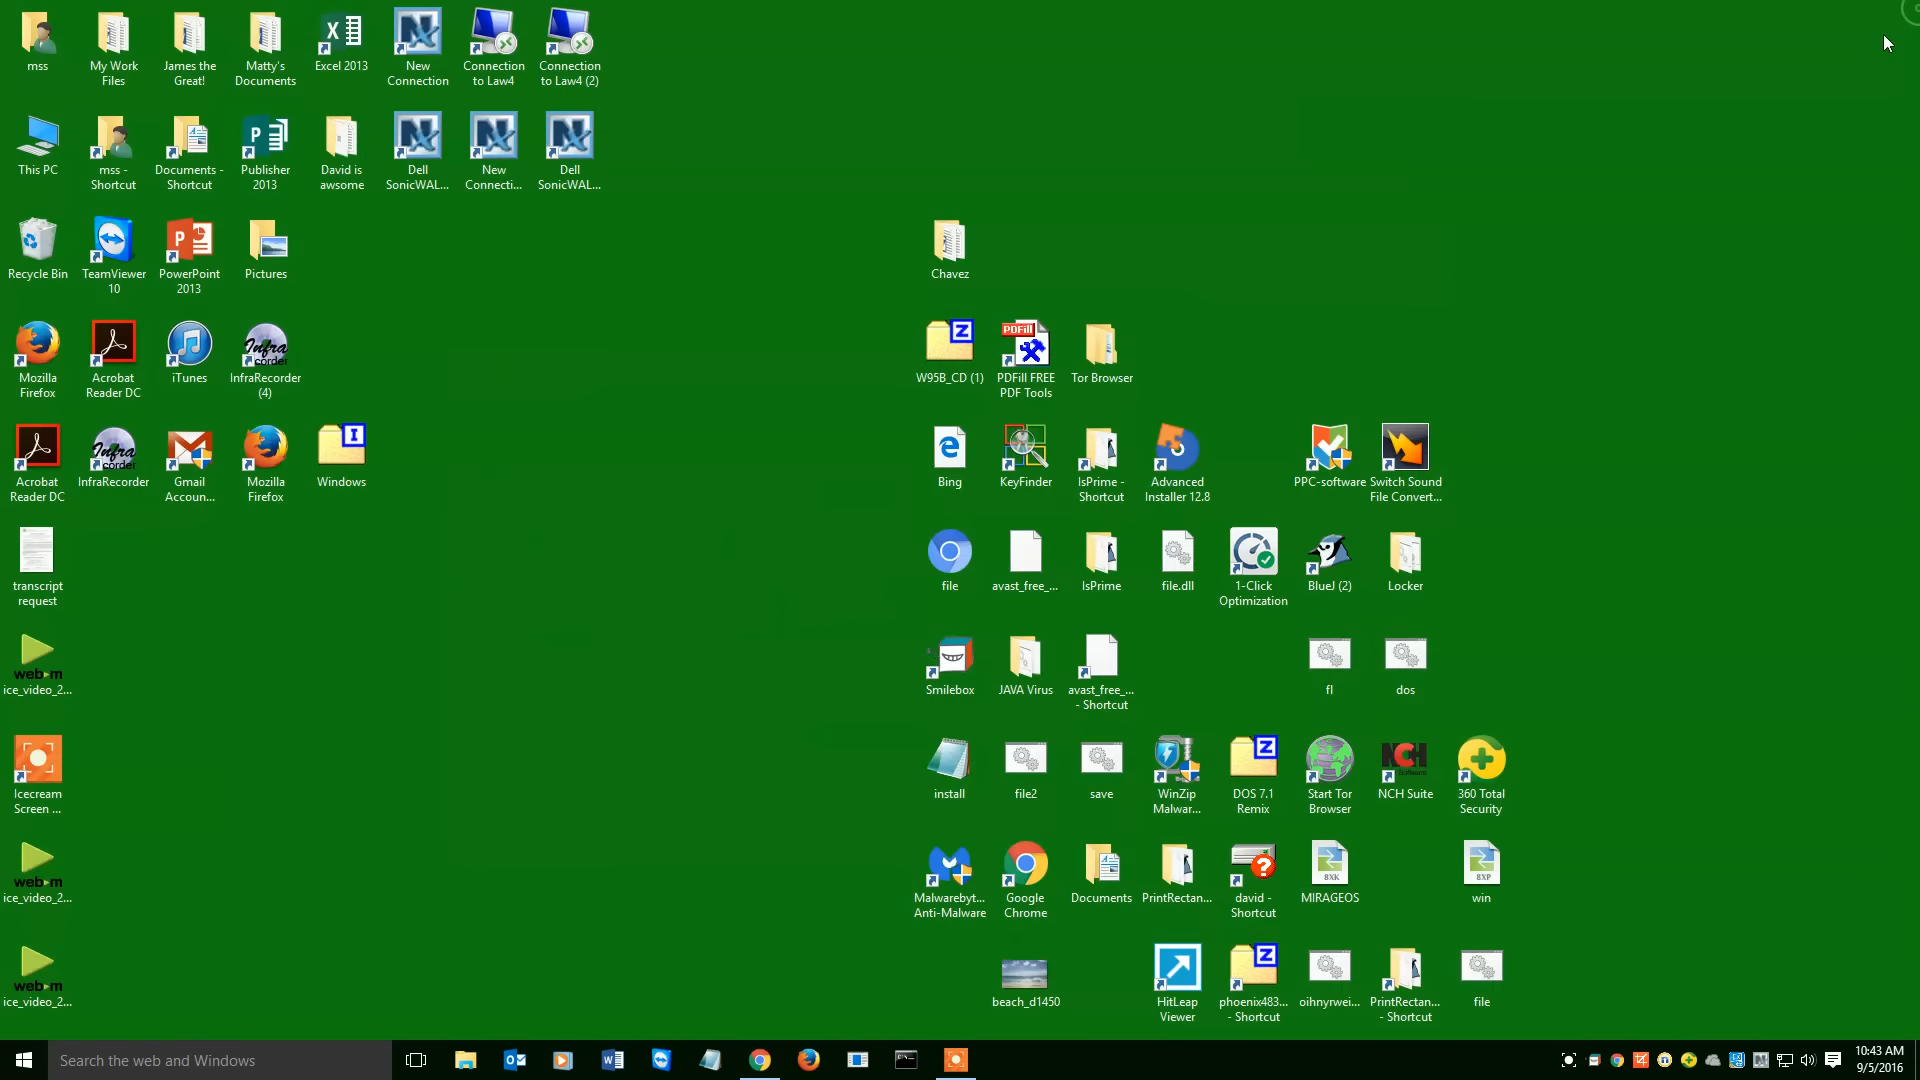 mss
My Work
Files
James the
Great!
Matty's
Documents
Excel 2013
New
Connection
Connection
to Law4
Connection
to Law4 (2)
This PC
mss -
Shortcut
Documents -
Shortcut
Publisher
2013
David is
awsome
Dell
SonicWAL...
New
Connecti...
Dell
SonicWAL...
Recycle Bin
TeamViewer
10
PowerPoint
2013
Pictures
Chavez
Mozilla
Firefox
Acrobat
Reader DC
iTunes
InfraRecorder
(4)
W95B_CD (1)
PDFill FREE
PDF Tools
Tor Browser
Acrobat
Reader DC
InfraRecorder
Gmail
Accoun...
Mozilla
Firefox
Windows
Bing
KeyFinder
IsPrime -
Shortcut
Advanced
Installer 12.8
PPC-software
Switch Sound
File Convert...
transcript
request
file
avast_free_...
IsPrime
file.dll
1-Click
Optimization
BlueJ (2)
Locker
web m
ice_video_2...
Smilebox
JAVA Virus
avast_free_...
- Shortcut
fl
dos
Icecream
Screen ...
install
file2
save
WinZip
Malwar...
DOS 7.1
Remix
Start Tor
Browser
NCH
NCH Suite
360 Total
Security
web m
ice_video_2...
Malwarebyt...
Anti-Malware
Google
Chrome
Documents
PrintRectan...
david -
Shortcut
8XK
MIRAGEOS
8XP
win
web m
ice_video_2...
beach_d1450
HitLeap
Viewer
phoenix483...
- Shortcut
oihnyrwei...
PrintRectan...
- Shortcut
file
Search the web and Windows
10:43 AM
9/5/2016